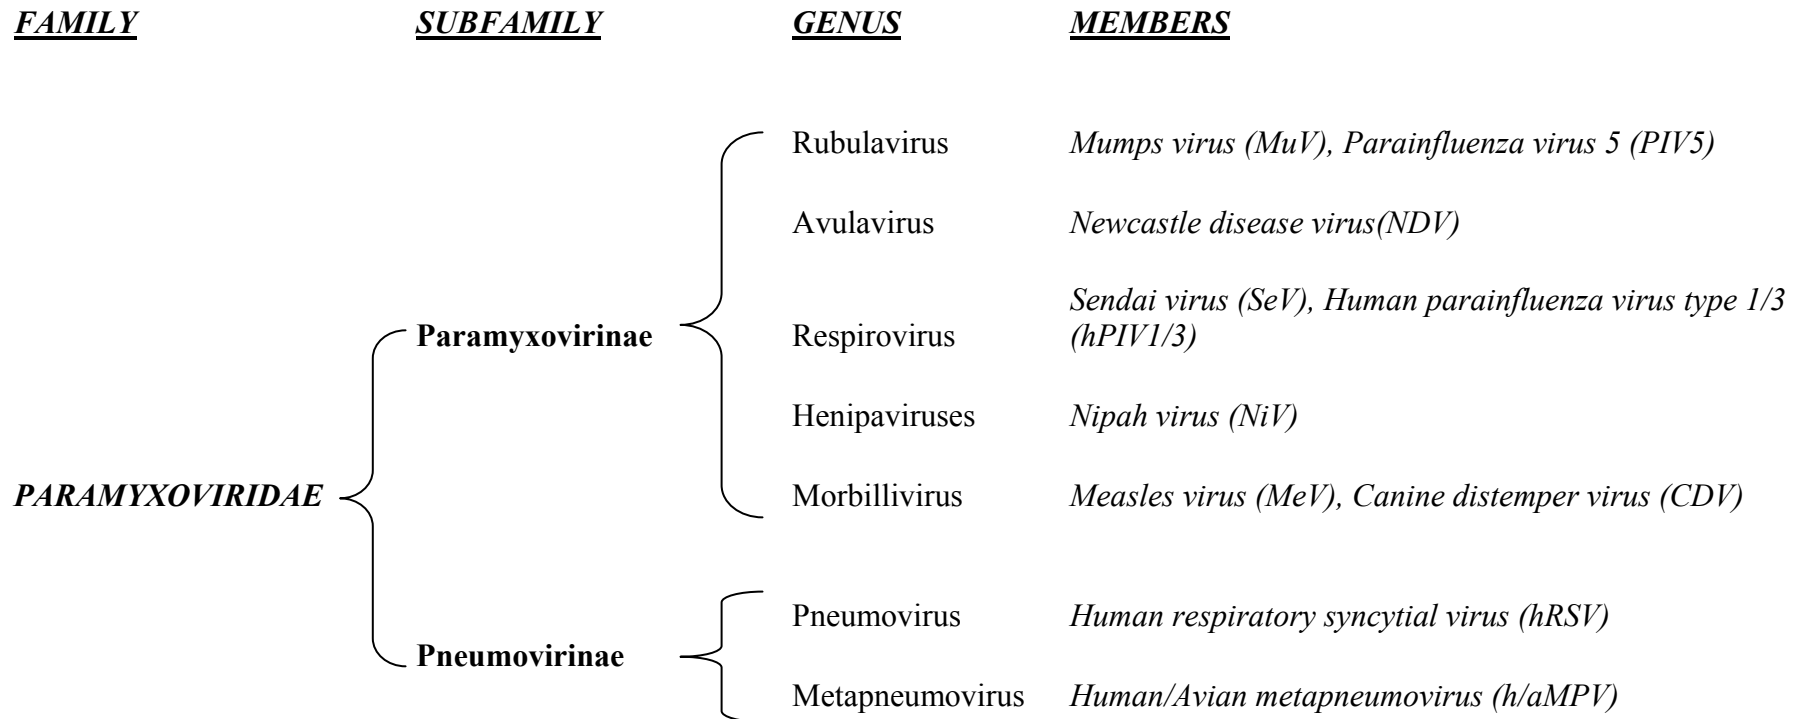 FAMILY SUBFAMILY GENUS MEMBERS
Rubulavirus Mumps virus (MuV), Parainfluenza virus 5 (PIV5)
Avulavirus Newcastle disease virus(NDV)
Sendai virus (SeV), Human parainfluenza virus type 1/3
Paramyxovirinae Respirovirus (hPIV1/3)
Henipaviruses Nipah virus (NiV)
PARAMYXOVIRIDAE Morbillivirus Measles virus (MeV), Canine distemper virus (CDV)
Pneumovirus Human respiratory syncytial virus (hRSV)
Pneumovirinae
Metapneumovirus Human/Avian metapneumovirus (h/aMPV)